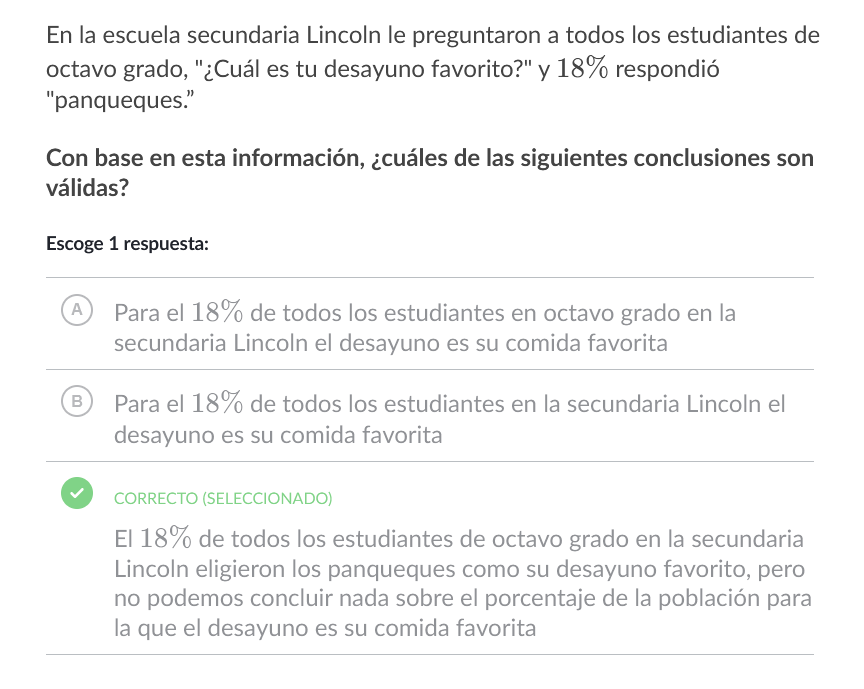 En la escuela secundaria Lincoln le preguntaron a todos los estudiantes de
octavo grado, "¿Cuál es tu desayuno favorito?" y 18% respondió
"panqueques.”
Con base en esta información, ¿cuáles de las siguientes conclusiones son
válidas?
Escoge 1 respuesta:
A Para el 18% de todos los estudiantes en octavo grado en la
secundaria Lincoln el desayuno es su comida favorita
B Para el 18% de todos los estudiantes en la secundaria Lincoln el
desayuno es su comida favorita
CORRECTO (SELECCIONADO)
El 18% de todos los estudiantes de octavo grado en la secundaria
Lincoln eligieron los panqueques como su desayuno favorito, pero
no podemos concluir nada sobre el porcentaje de la población para
la que el desayuno es su comida favorita